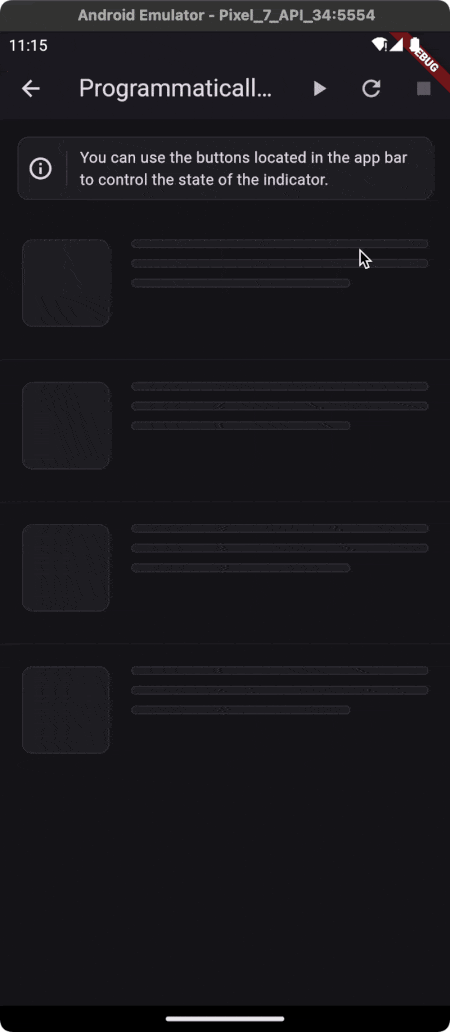 Android Emulator - Pixel_7_API_34:5554
11:15
DEBUG
Programmaticall...
You can use the buttons located in the app bar
to control the state of the indicator.